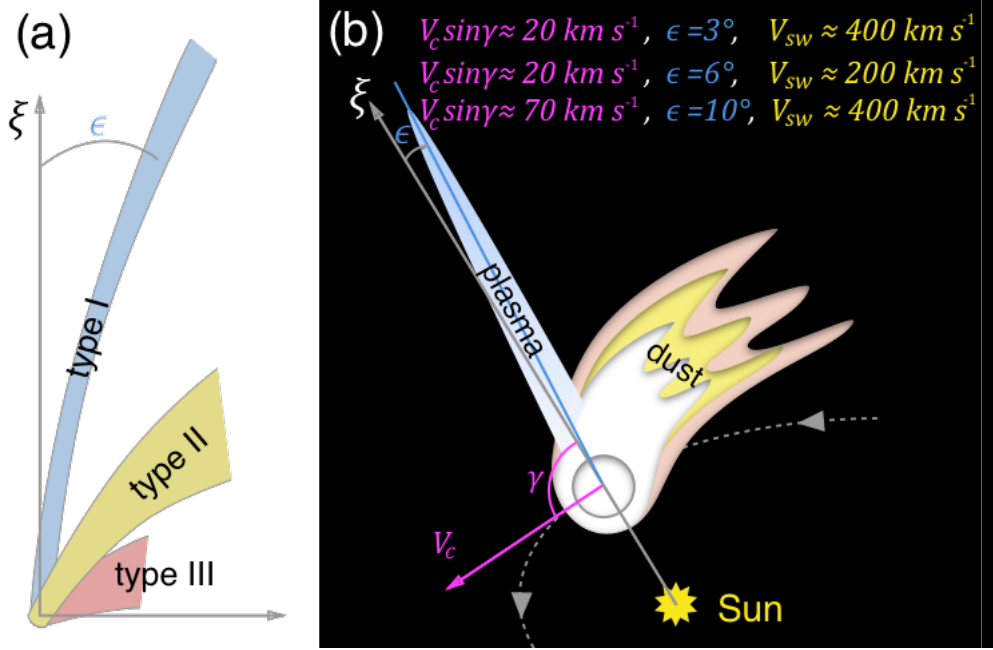 (a)
ξ
ϵ
type I
type II
type III
(b)
V_c sinγ ≈ 20 km s⁻¹, ϵ =3°, V_sw ≈ 400 km s⁻¹
V_c sinγ ≈ 20 km s⁻¹, ϵ =6°, V_sw ≈ 200 km s⁻¹
V_c sinγ ≈ 70 km s⁻¹, ϵ =10°, V_sw ≈ 400 km s⁻¹
ξ
ϵ
plasma
dust
γ
V_c
Sun